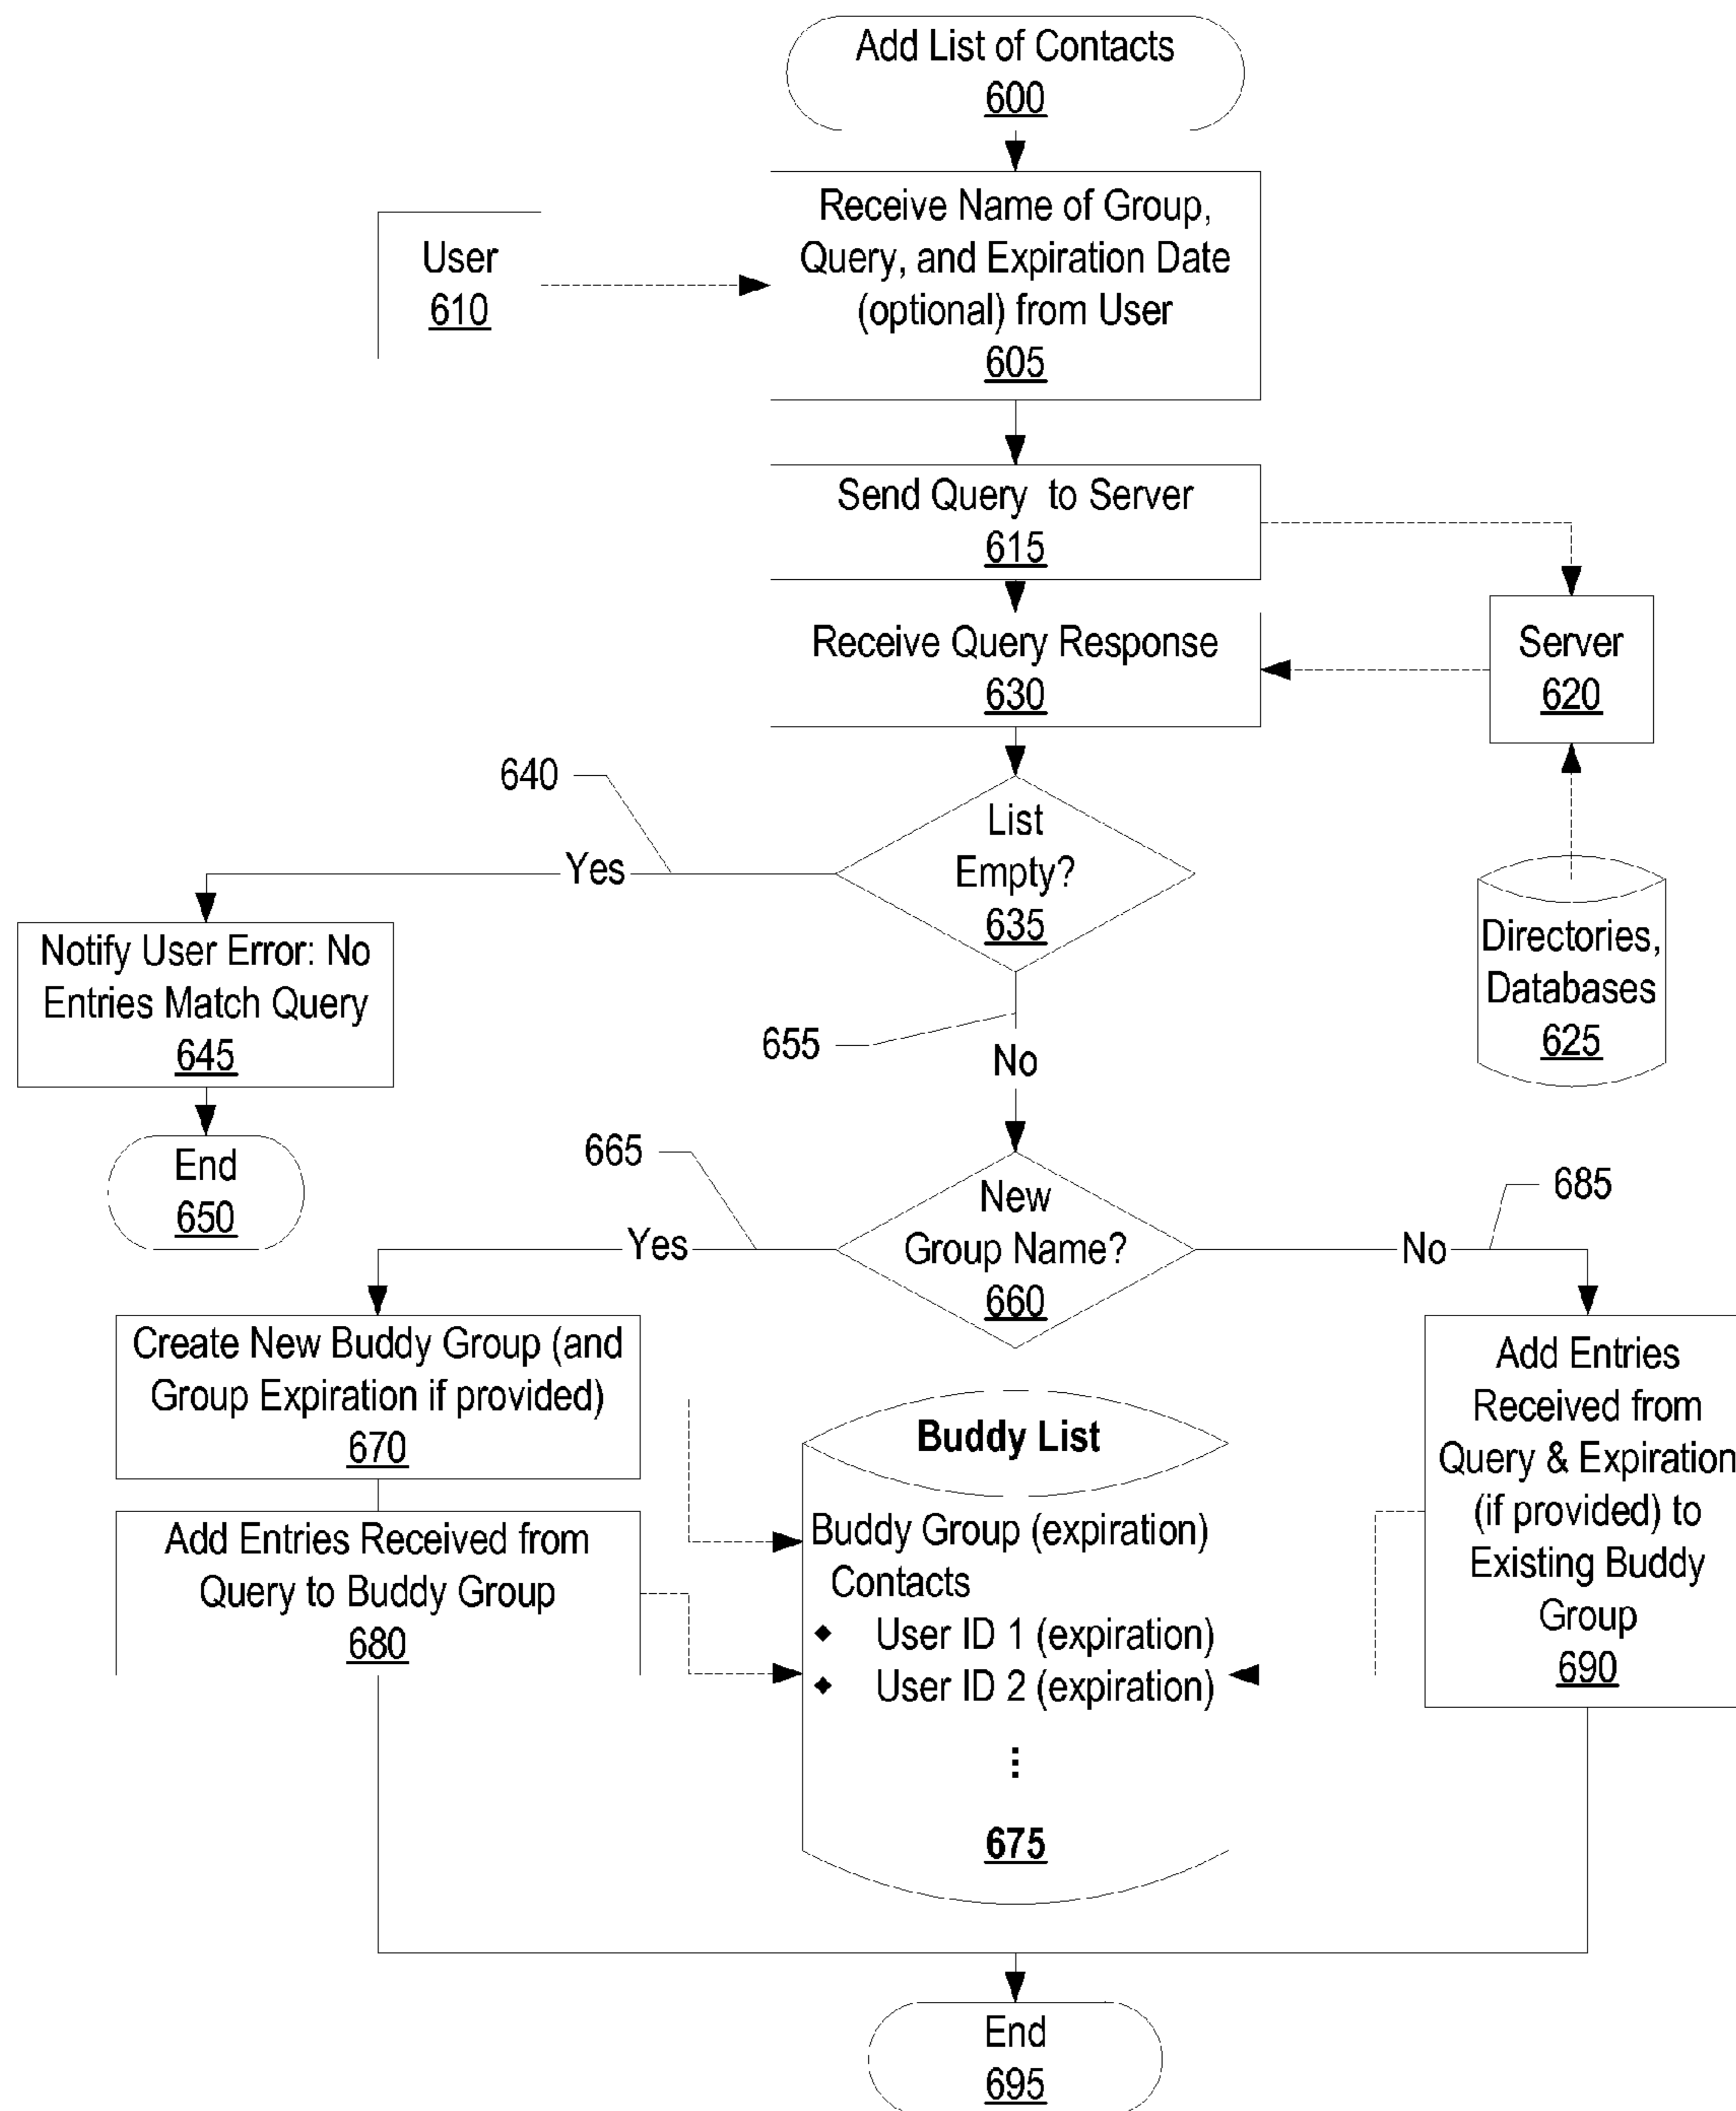 Add List of Contacts
600
Receive Name of Group,
Query, and Expiration Date
(optional) from User
605
User
610
Send Query to Server
615
Receive Query Response
630
Server
620
640
List
Empty?
635
Yes
Directories,
Databases
625
Notify User Error: No
Entries Match Query
645
655
No
End
650
665
New
Group Name?
660
685
Yes
No
Create New Buddy Group (and
Group Expiration if provided)
670
Add Entries Received from
Query to Buddy Group
680
Buddy List
Buddy Group (expiration)
Contacts
◆ User ID 1 (expiration)
◆ User ID 2 (expiration)
⋮
675
Add Entries
Received from
Query & Expiration
(if provided) to
Existing Buddy
Group
690
End
695